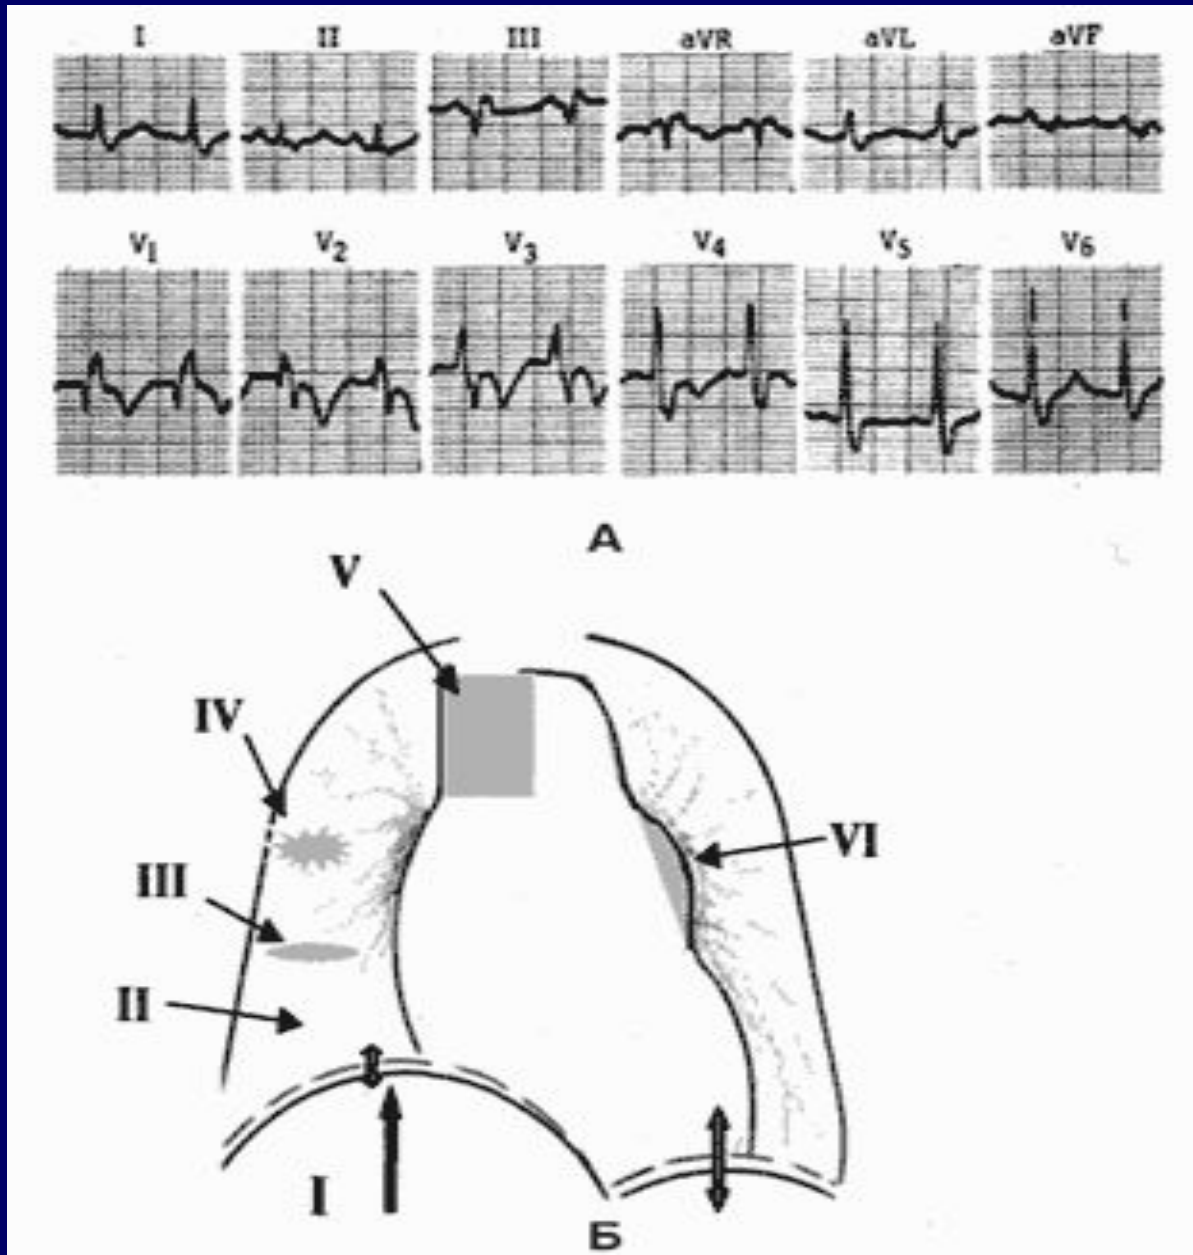 I II III aVR aVL aVF
V1 V2 V3 V4 V5 V6
А
V
IV
VI
III
II
I
Б